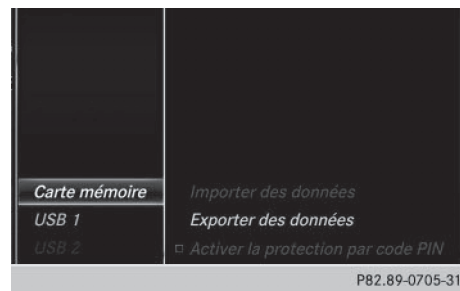 Carte mémoire
Importer des données
USB 1
Exporter des données
USB 2
Activer la protection par code PIN
P82.89-0705-31